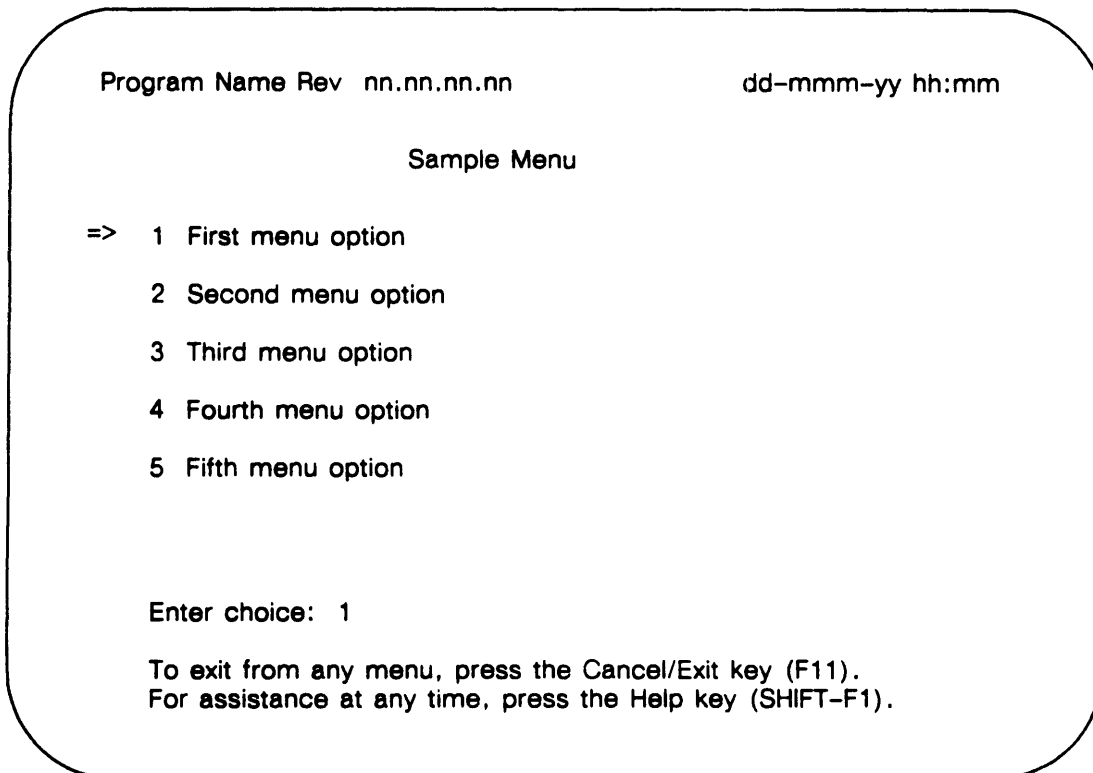 Program Name Rev nn.nn.nn.nn dd-mmm-yy hh:mm
Sample Menu
=> 1 First menu option
2 Second menu option
3 Third menu option
4 Fourth menu option
5 Fifth menu option
Enter choice: 1
To exit from any menu, press the Cancel/Exit key (F11).
For assistance at any time, press the Help key (SHIFT-F1).